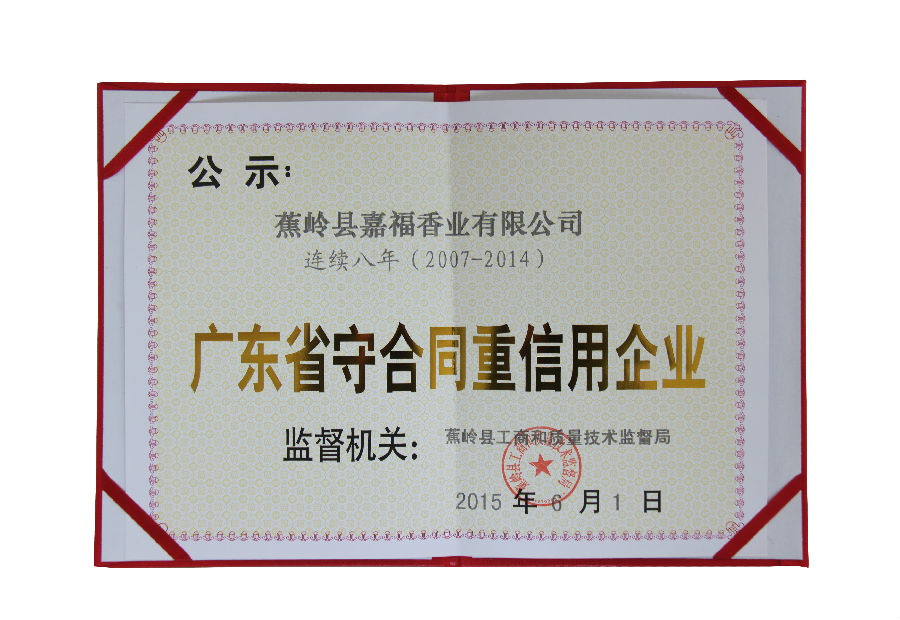 公 示：
蕉岭县嘉福香业有限公司
连续八年（2007-2014）
广东省守合同重信用企业
监督机关：
蕉岭县工商和质量技术监督局
2015 年 6 月 1 日